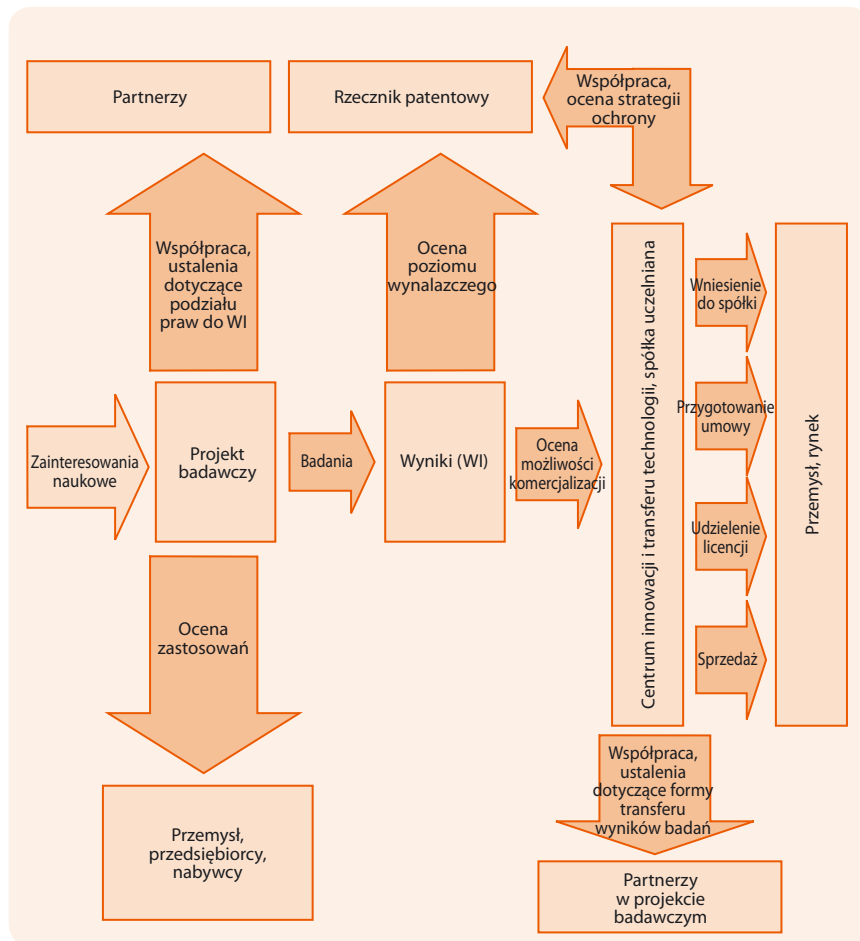 Partnerzy
Rzecznik patentowy
Współpraca,
ocena strategii
ochrony
Współpraca,
ustalenia
dotyczące
podziału
praw do WI
Ocena
poziomu
wynalazczego
Zainteresowania
naukowe
Projekt
badawczy
Badania
Wyniki (WI)
Ocena
możliwości
komercjalizacji
Centrum innowacji i transferu technologii, spółka uczelniana
Wniesienie
do spółki
Przygotowanie
umowy
Udzielenie
licencji
Sprzedaż
Przemysł, rynek
Ocena
zastosowań
Przemysł,
przedsiębiorcy,
nabywcy
Współpraca,
ustalenia
dotyczące formy
transferu
wyników badań
Partnerzy
w projekcie
badawczym